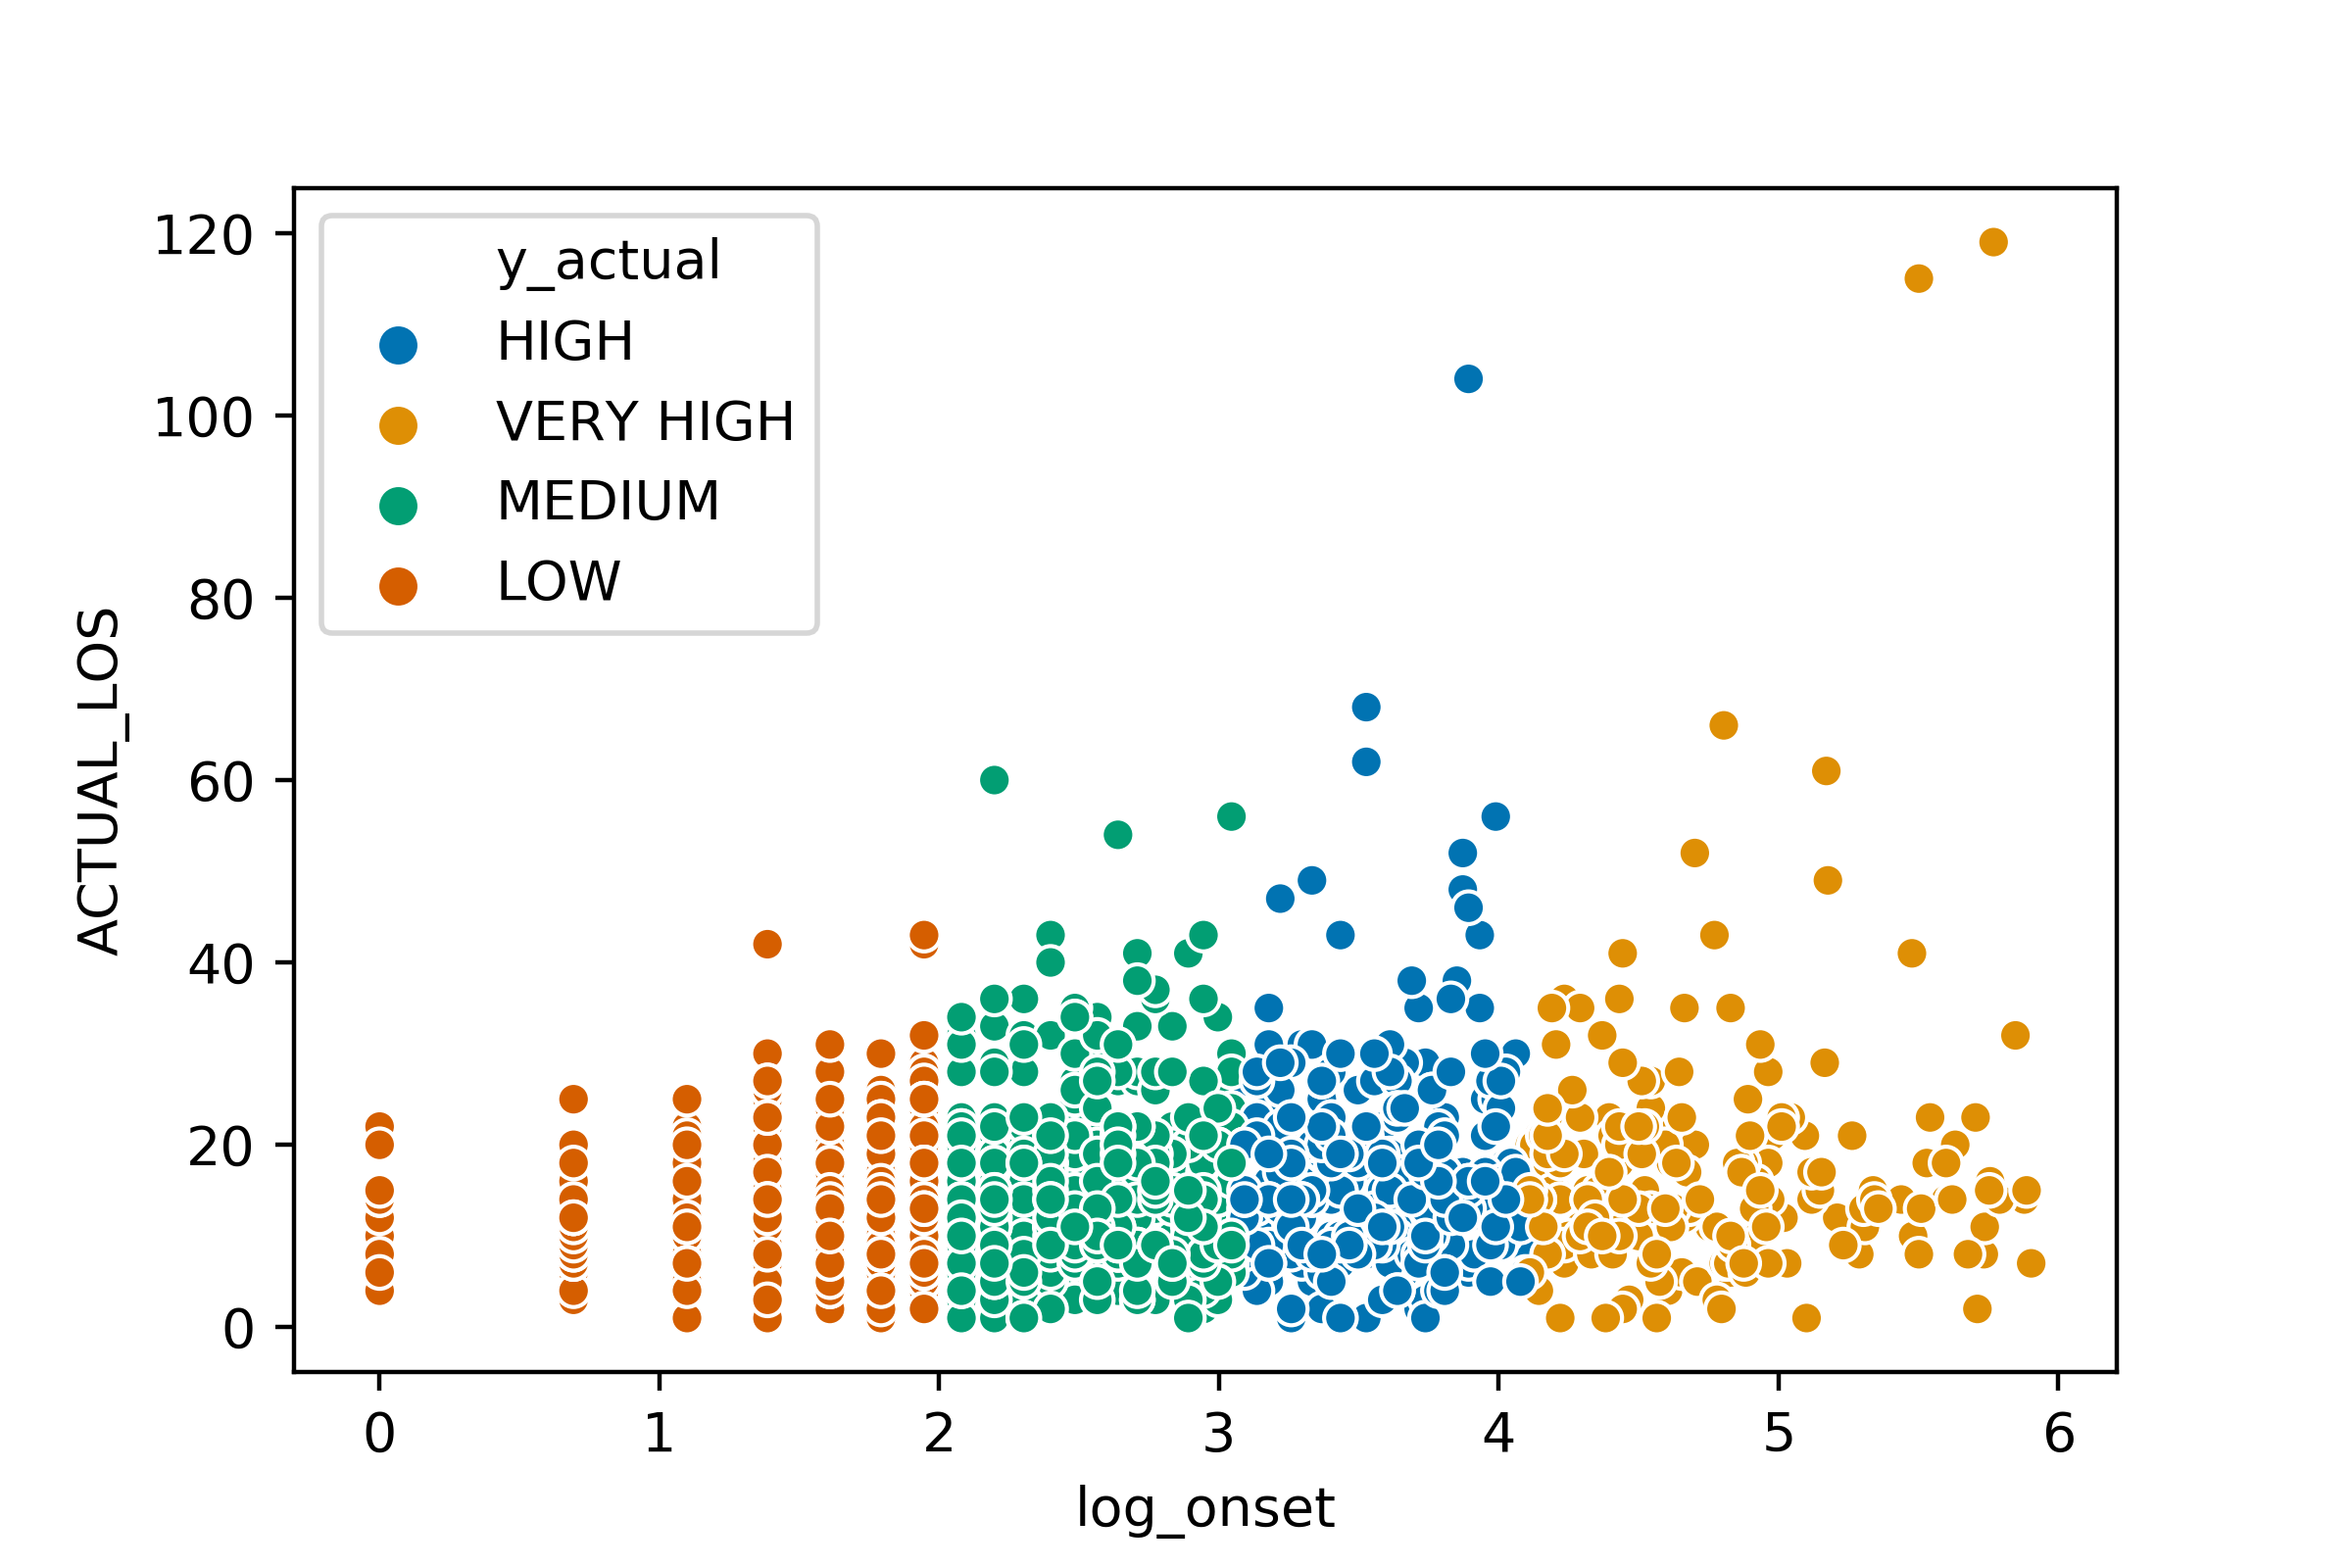 y_actual
HIGH
VERY HIGH
MEDIUM
LOW
120
100
80
60
40
20
0
ACTUAL_LOS
0 1 2 3 4 5 6
log_onset